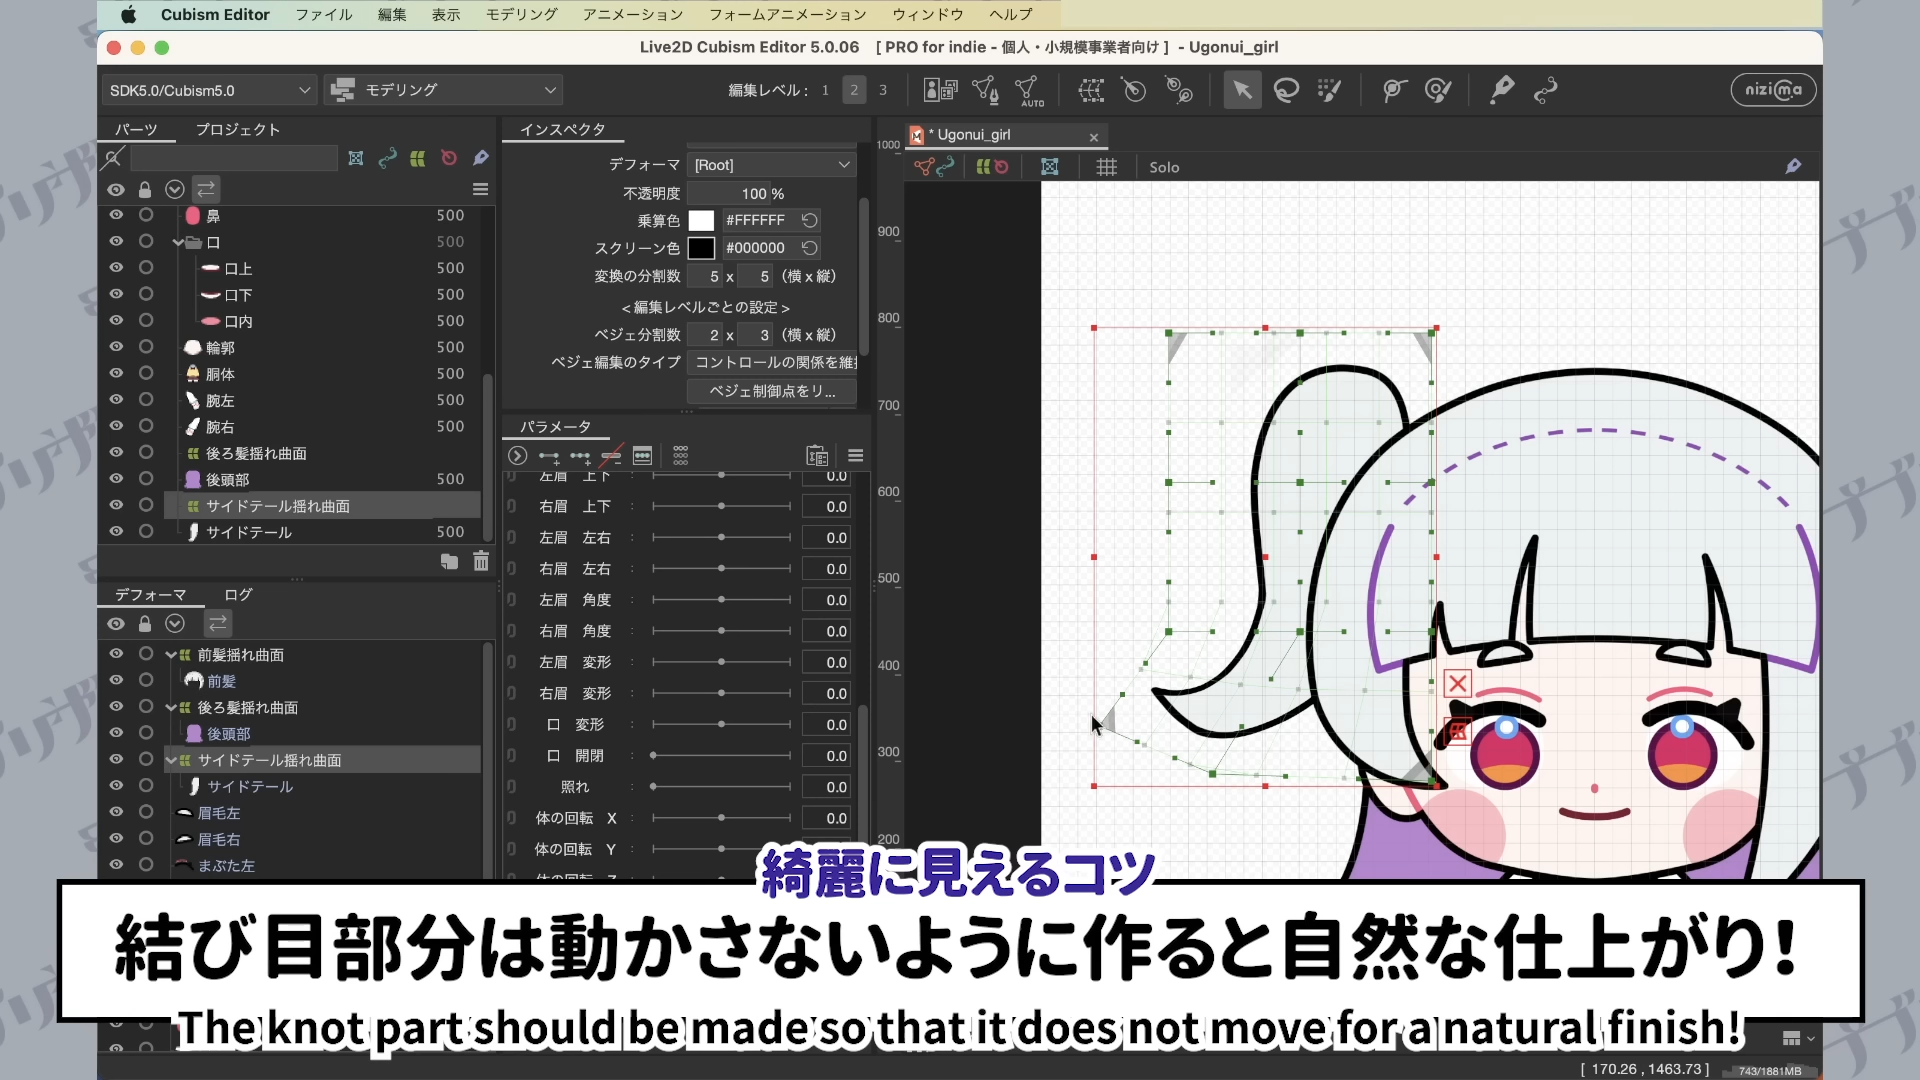 Cubism Editor ファイル 編集 表示 モデリング アニメーション フォームアニメーション ウィンドウ ヘルプ
Live2D Cubism Editor 5.0.06 [ PRO for indie - 個人・小規模事業者向け ] - Ugonui_girl
SDK5.0/Cubism5.0 モデリング 編集レベル： 1 2 3 AUTO nizima
パーツ プロジェクト
鼻 500
口 500
口上 500
口下 500
口内 500
輪郭 500
胴体 500
腕左 500
腕右 500
後ろ髪揺れ曲面
後頭部 500
サイドテール揺れ曲面
サイドテール 500
デフォーマ ログ
前髪揺れ曲面
前髪
後ろ髪揺れ曲面
後頭部
サイドテール揺れ曲面
サイドテール
眉毛左
眉毛右
まぶた左
インスペクタ
デフォーマ [Root]
不透明度 100 %
乗算色 #FFFFFF
スクリーン色 #000000
変換の分割数 5 x 5 (横 x 縦)
< 編集レベルごとの設定 >
ベジェ分割数 2 x 3 (横 x 縦)
ベジェ編集のタイプ コントロールの関係を維
ベジェ制御点をリ...
パラメータ
左眉 上下 0.0
右眉 上下 : 0.0
左眉 左右 : 0.0
右眉 左右 : 0.0
左眉 角度 : 0.0
右眉 角度 : 0.0
左眉 変形 : 0.0
右眉 変形 : 0.0
口 変形 : 0.0
口 開閉 : 0.0
照れ : 0.0
体の回転 X : 0.0
体の回転 Y :
* Ugonui_girl
Solo
1000
900
800
700
600
500
400
300
200
綺麗に見えるコツ
結び目部分は動かさないように作ると自然な仕上がり!
The knot part should be made so that it does not move for a natural finish!
[ 170.26 , 1463.73 ] 743/1881MB